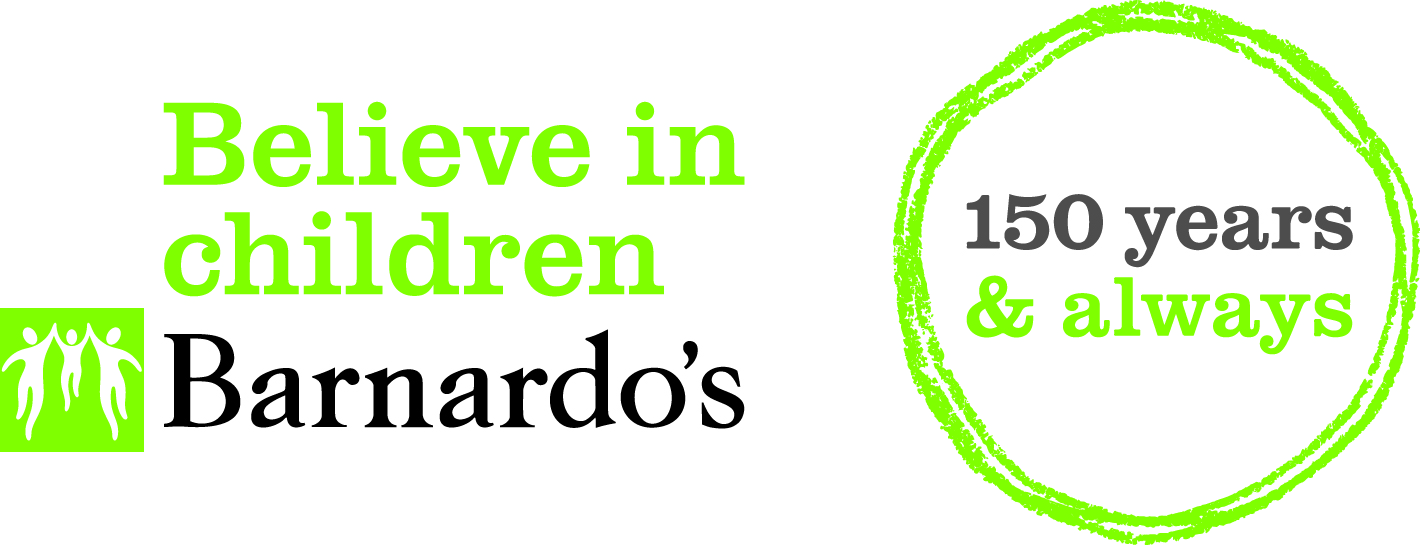 Believe in
children
Barnardo’s
150 years
& always